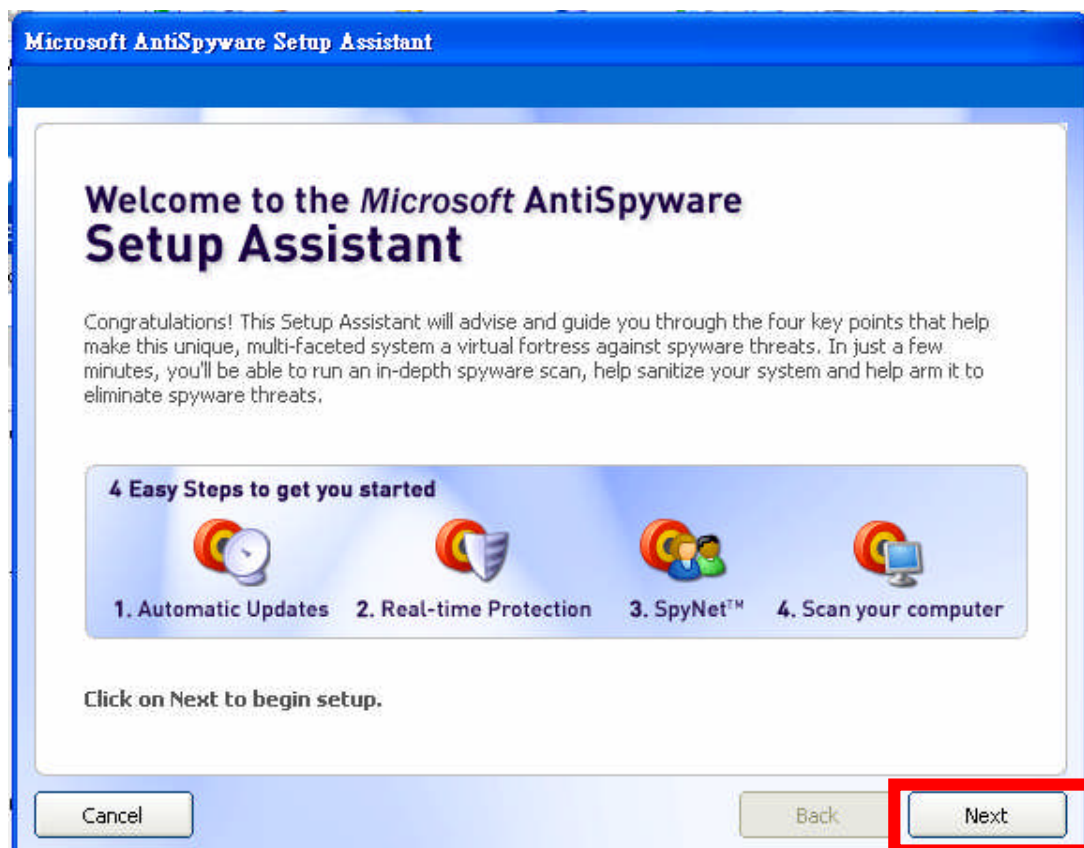 Microsoft AntiSpyware Setup Assistant
Welcome to the Microsoft AntiSpyware
Setup Assistant
Congratulations! This Setup Assistant will advise and guide you through the four key points that help
make this unique, multi-faceted system a virtual fortress against spyware threats. In just a few
minutes, you'll be able to run an in-depth spyware scan, help sanitize your system and help arm it to
eliminate spyware threats.
4 Easy Steps to get you started
1. Automatic Updates 2. Real-time Protection 3. SpyNet™ 4. Scan your computer
Click on Next to begin setup.
Cancel Back Next